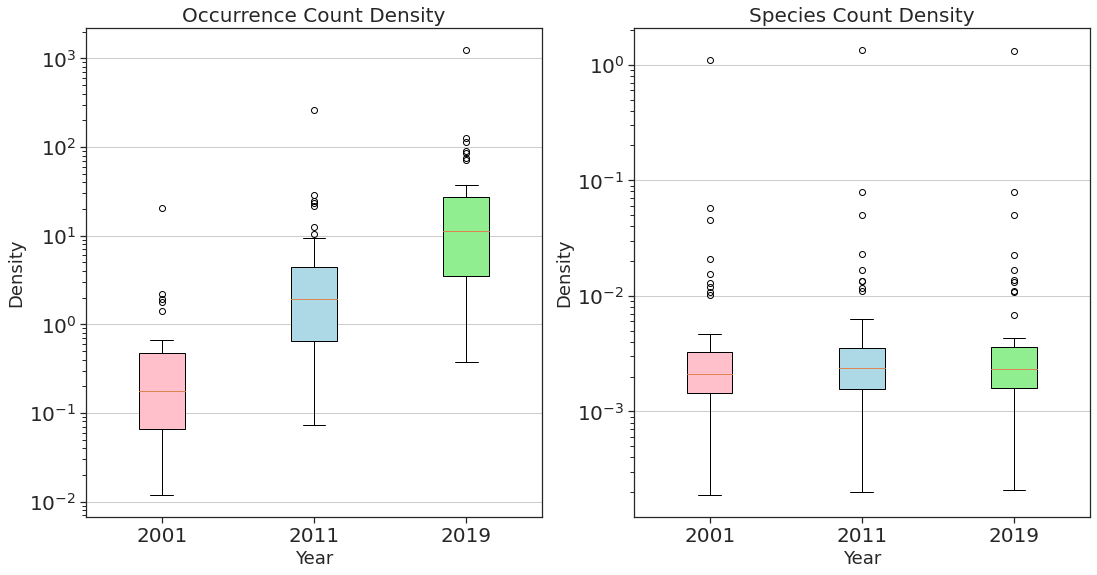 Occurrence Count Density
Density
10³
10²
10¹
10⁰
10⁻¹
10⁻²
2001 2011 2019
Year
Species Count Density
Density
10⁰
10⁻¹
10⁻²
10⁻³
2001 2011 2019
Year